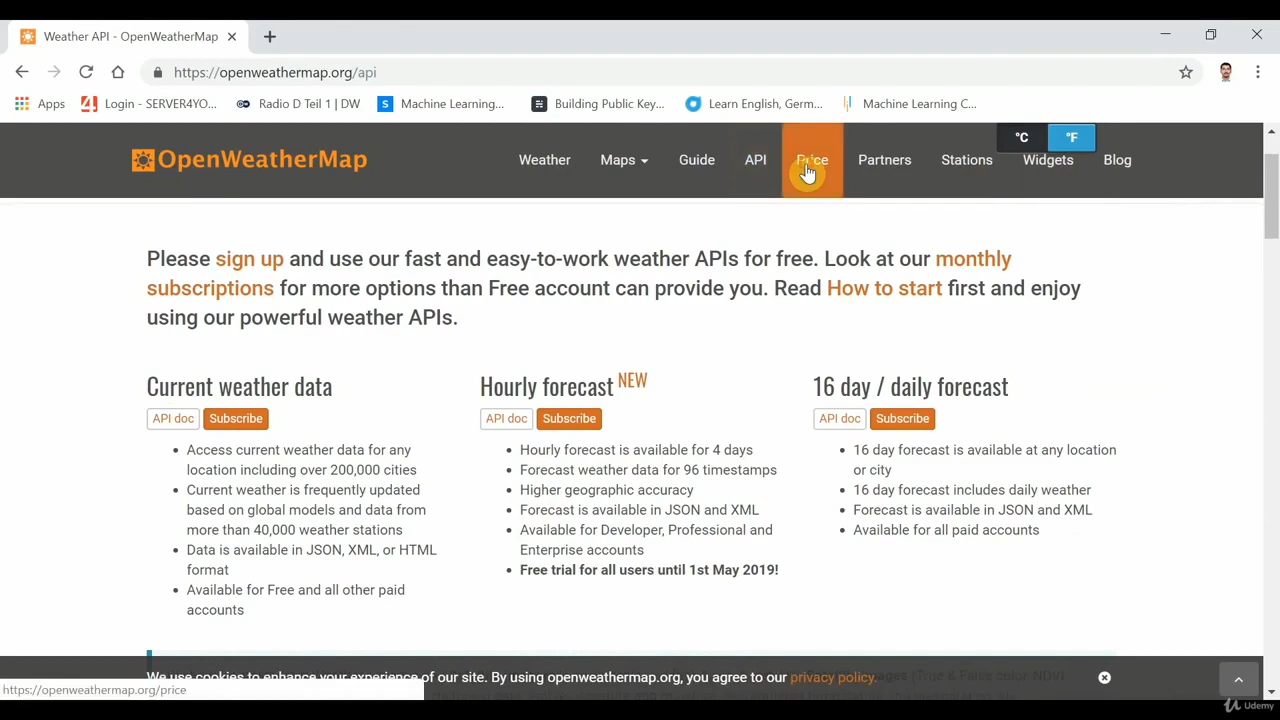 Weather API - OpenWeatherMap
https://openweathermap.org/api
Apps Login - SERVER4YO... Radio D Teil 1 | DW Machine Learning... Building Public Key... Learn English, Germ... Machine Learning C...
°C °F
OpenWeatherMap Weather Maps Guide API Price Partners Stations Widgets Blog
Please sign up and use our fast and easy-to-work weather APIs for free. Look at our monthly
subscriptions for more options than Free account can provide you. Read How to start first and enjoy
using our powerful weather APIs.
Current weather data
API doc Subscribe
• Access current weather data for any
location including over 200,000 cities
• Current weather is frequently updated
based on global models and data from
more than 40,000 weather stations
• Data is available in JSON, XML, or HTML
format
• Available for Free and all other paid
accounts
Hourly forecast NEW
API doc Subscribe
• Hourly forecast is available for 4 days
• Forecast weather data for 96 timestamps
• Higher geographic accuracy
• Forecast is available in JSON and XML
• Available for Developer, Professional and
Enterprise accounts
• Free trial for all users until 1st May 2019!
16 day / daily forecast
API doc Subscribe
• 16 day forecast is available at any location
or city
• 16 day forecast includes daily weather
• Forecast is available in JSON and XML
• Available for all paid accounts
We use cookies to enhance your experience of our site. By using openweathermap.org, you agree to our privacy policy.
https://openweathermap.org/price
Udemy